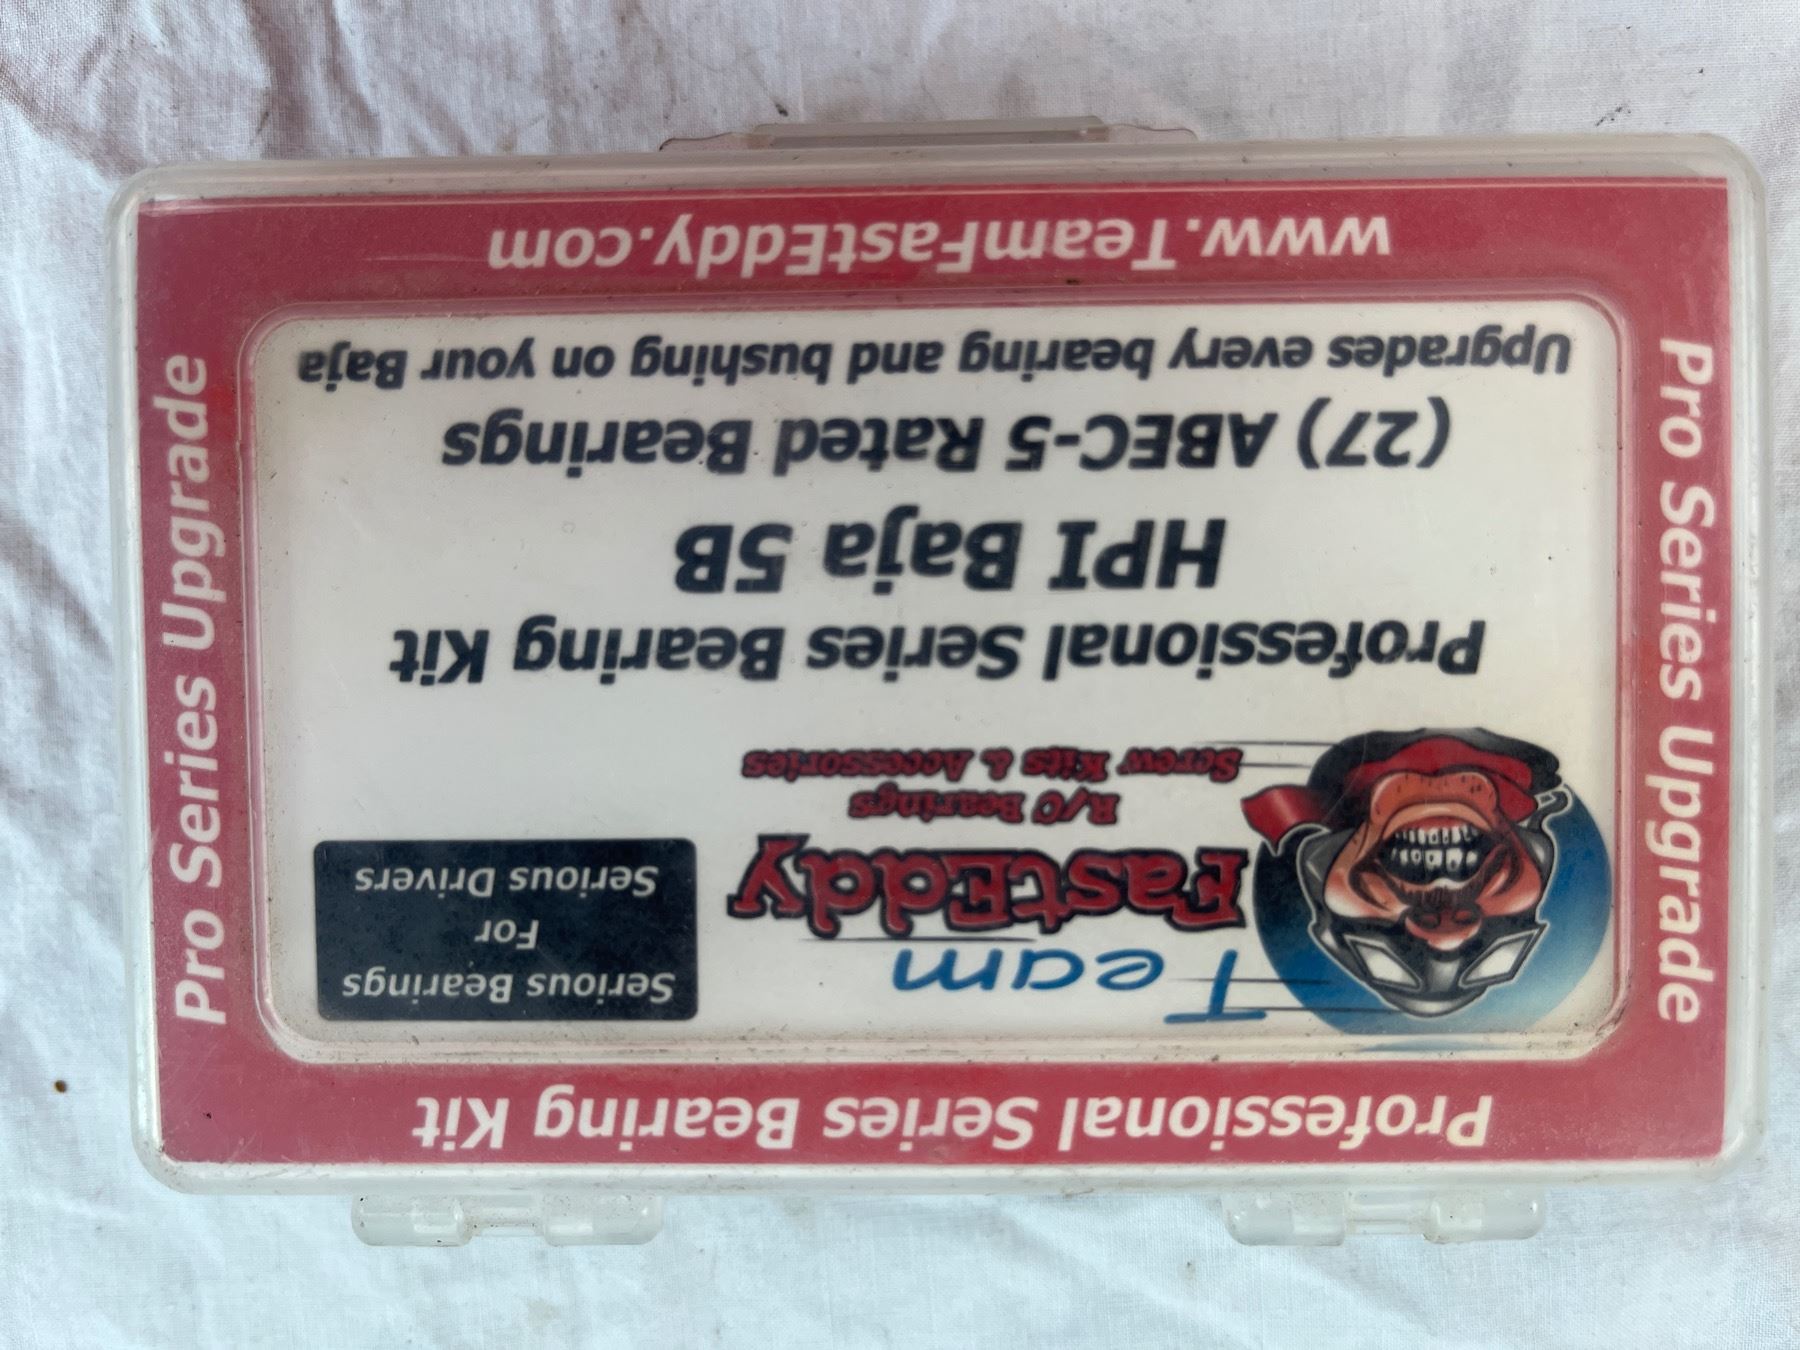 Professional Series Bearing Kit
Team
FastEddy
R/C Bearings
Screw Kits & Accessories
Serious Bearings
For
Serious Drivers
Professional Series Bearing Kit
HPI Baja 5B
(27) ABEC-5 Rated Bearings
Upgrades every bearing and bushing on your Baja
www.TeamFastEddy.com
Pro Series Upgrade
Pro Series Upgrade